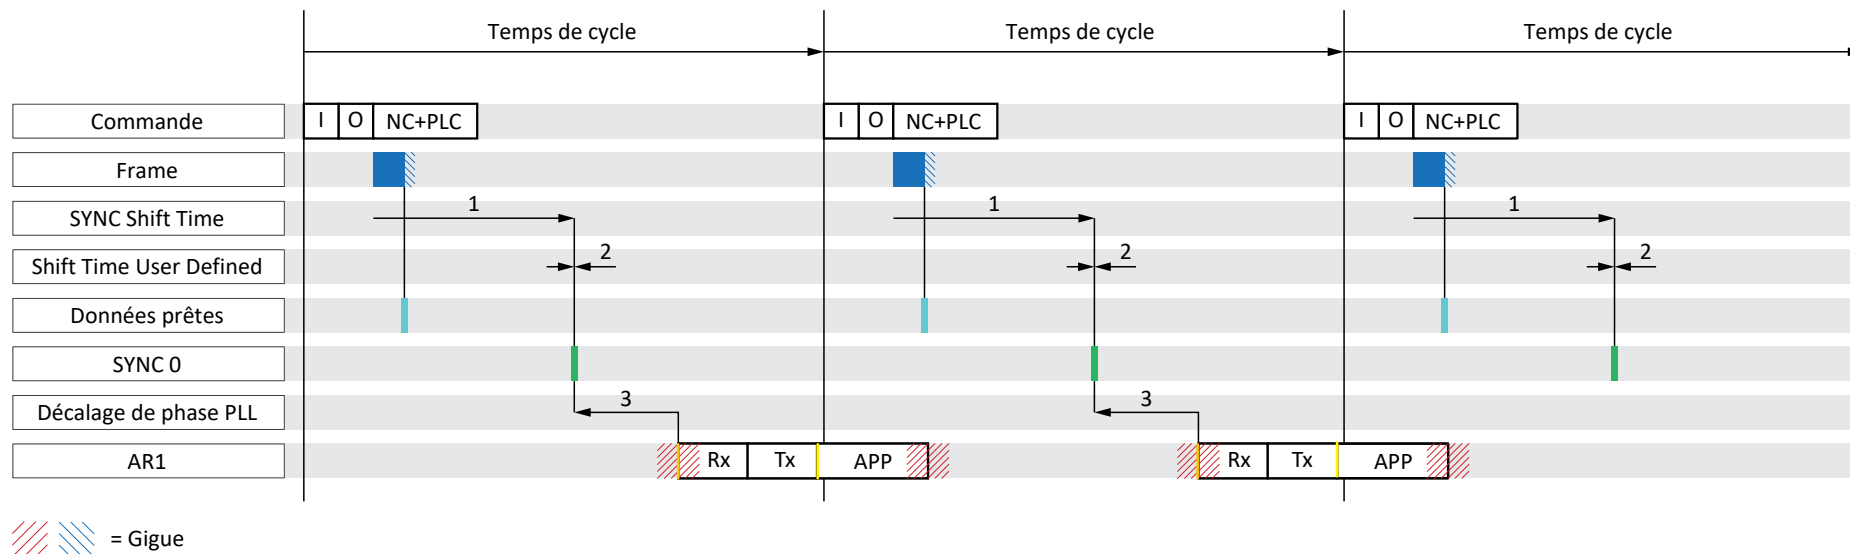 Temps de cycle Temps de cycle Temps de cycle
Commande I O NC+PLC I O NC+PLC I O NC+PLC
Frame
SYNC Shift Time 1 1 1
Shift Time User Defined 2 2 2
Données prêtes
SYNC 0
Décalage de phase PLL 3 3
AR1 Rx Tx APP Rx Tx APP
= Gigue